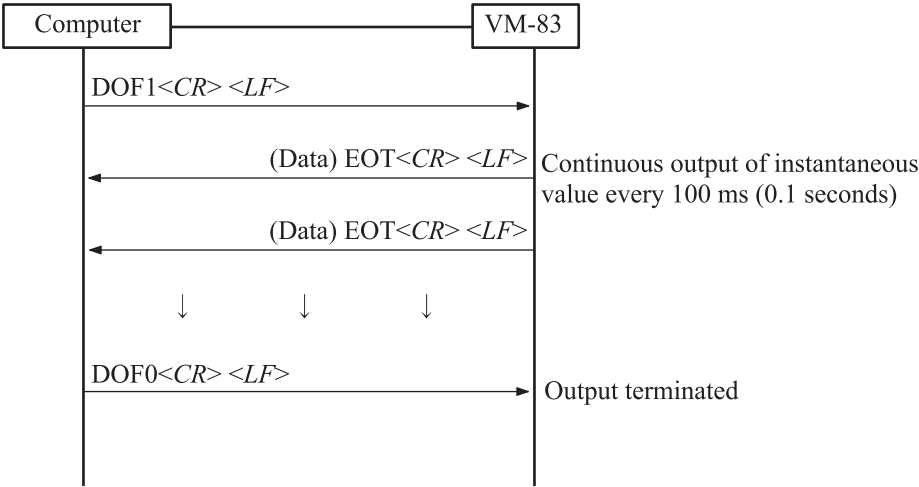 Computer
VM-83
DOF1<CR> <LF>
(Data) EOT<CR> <LF>
Continuous output of instantaneous
value every 100 ms (0.1 seconds)
(Data) EOT<CR> <LF>
DOF0<CR> <LF>
Output terminated